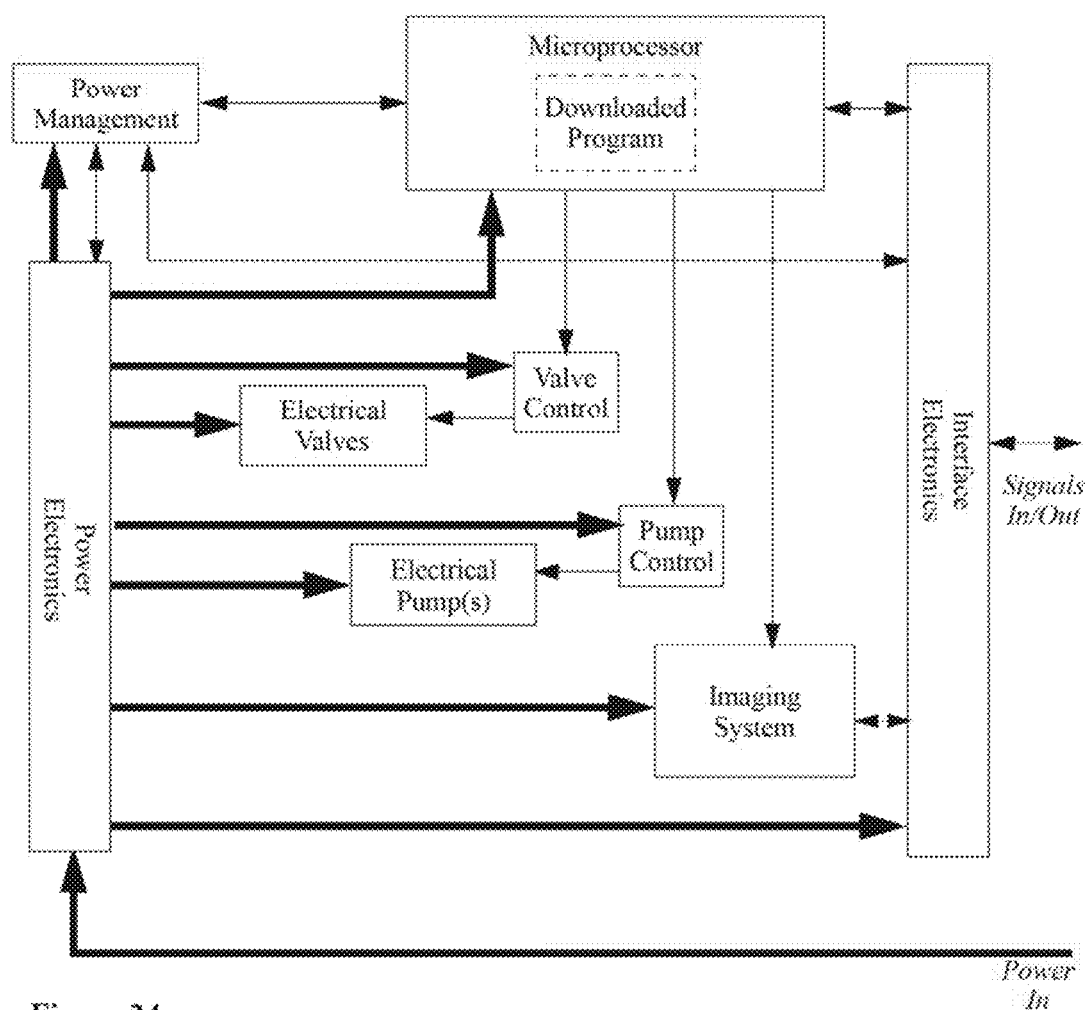 Microprocessor
Downloaded
Program
Power
Management
Valve
Control
Electrical
Valves
Power
Electronics
Interface
Electronics
Signals
In/Out
Pump
Control
Electrical
Pump(s)
Imaging
System
Power
In